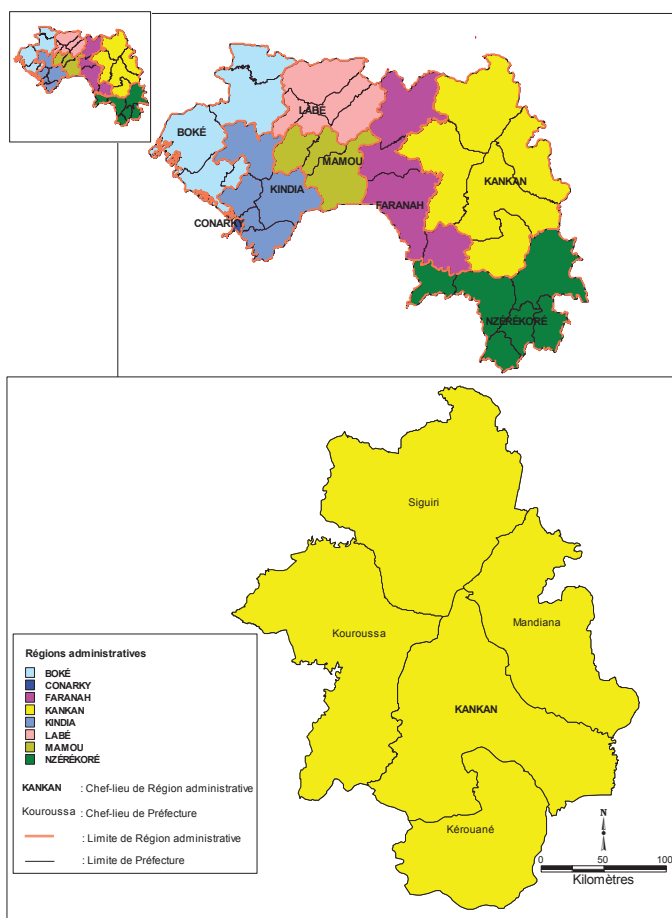 LABÉ
BOKÉ
MAMOU
KANKAN
KINDIA
FARANAH
CONARKY
NZÉRÉKORÉ
Siguiri
Mandiana
Kouroussa
KANKAN
Kérouané
Régions administratives
BOKÉ
CONARKY
FARANAH
KANKAN
KINDIA
LABÉ
MAMOU
NZÉRÉKORÉ
KANKAN : Chef-lieu de Région administrative
Kouroussa : Chef-lieu de Préfecture
: Limite de Région administrative
: Limite de Préfecture
N
0 50 100
Kilomètres